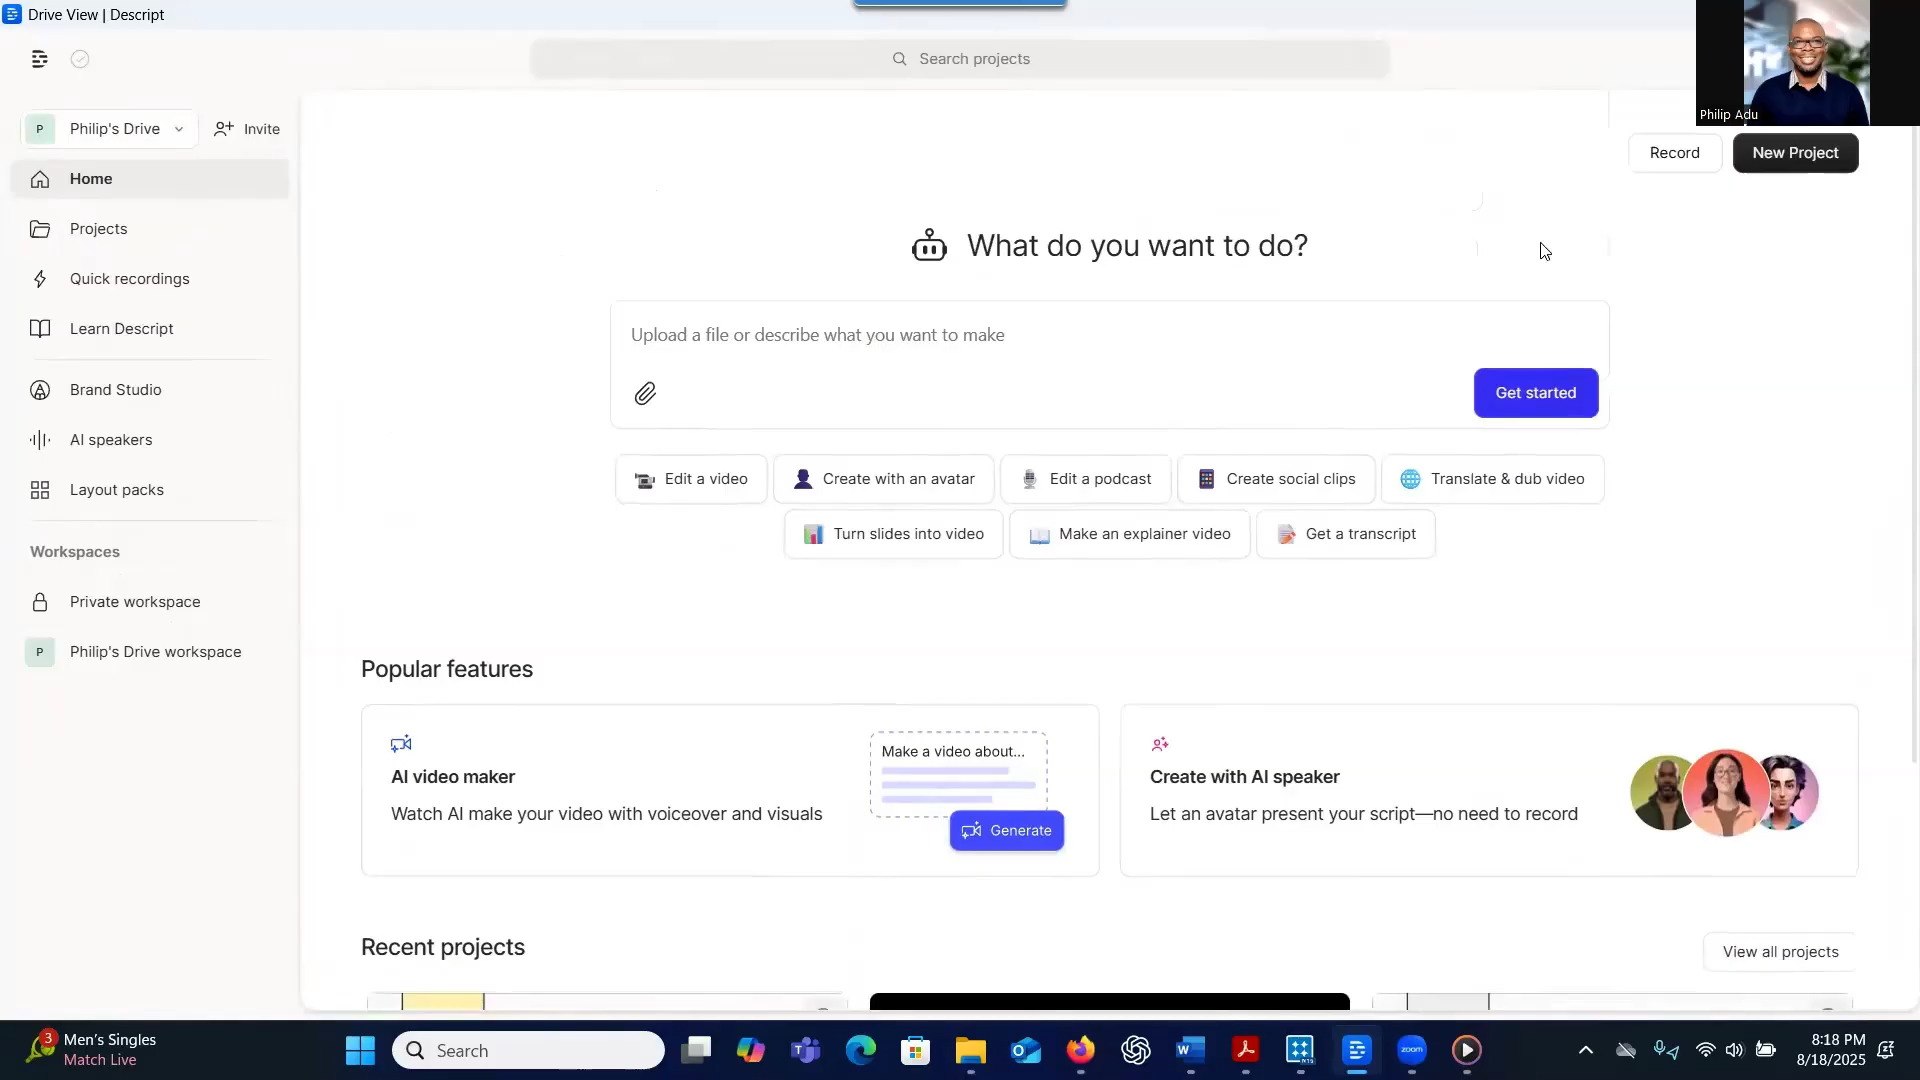 Drive View | Descript
Search projects
Philip Adu
P Philip's Drive
Invite
Record
New Project
Home
Projects
Quick recordings
Learn Descript
Brand Studio
AI speakers
Layout packs
Workspaces
Private workspace
P Philip's Drive workspace
What do you want to do?
Upload a file or describe what you want to make
Get started
Edit a video
Create with an avatar
Edit a podcast
Create social clips
Translate & dub video
Turn slides into video
Make an explainer video
Get a transcript
Popular features
AI video maker
Watch AI make your video with voiceover and visuals
Make a video about...
Generate
Create with AI speaker
Let an avatar present your script—no need to record
Recent projects
View all projects
3
Men's Singles
Match Live
Search
zoom
8:18 PM
8/18/2025